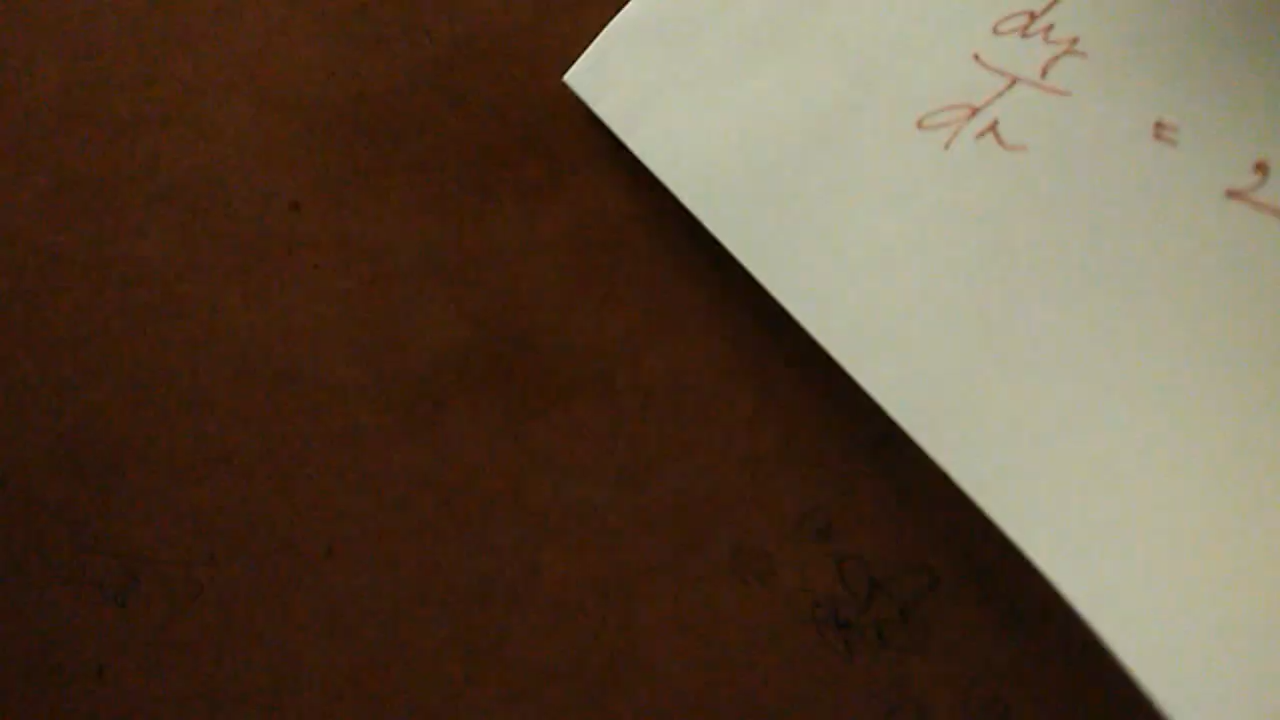 dy/dx = 2